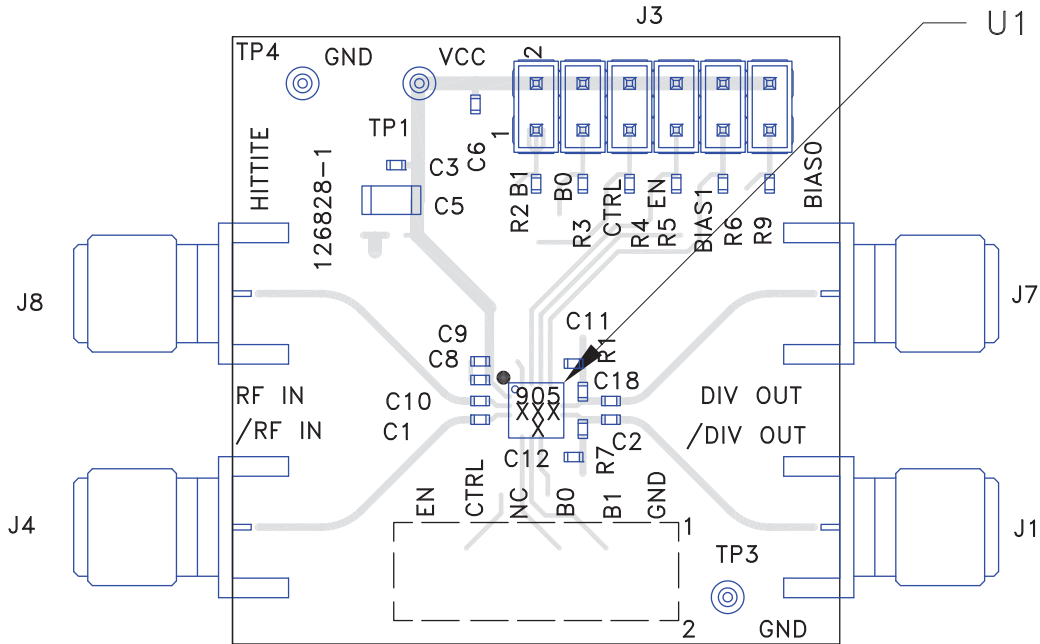 J3
U1
TP4
GND
VCC
2
1
TP1
C6
C3
C5
HITTITE
126828-1
R2
B1
B0
R3
CTRL
R4
R5
EN
BIAS1
R6
R9
BIAS0
J8
J7
C9
C8
C11
R1
C18
905
XXX
X
C10
C1
RF IN
/RF IN
DIV OUT
/DIV OUT
C2
C12
R7
J4
J1
EN
CTRL
NC
B0
B1
GND
1
2
TP3
GND